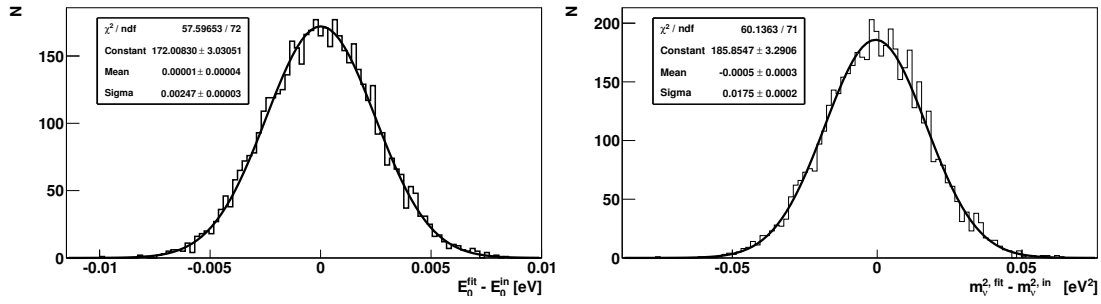 N
χ² / ndf 57.59653 / 72
Constant 172.00830 ± 3.03051
Mean 0.00001 ± 0.00004
Sigma 0.00247 ± 0.00003
150
100
50
0
-0.01 -0.005 0 0.005 0.01
E₀^fit - E₀^in [eV]
N
χ² / ndf 60.1363 / 71
Constant 185.8547 ± 3.2906
Mean -0.0005 ± 0.0003
Sigma 0.0175 ± 0.0002
200
150
100
50
0
-0.05 0 0.05
m_ν^2, fit - m_ν^2, in [eV²]